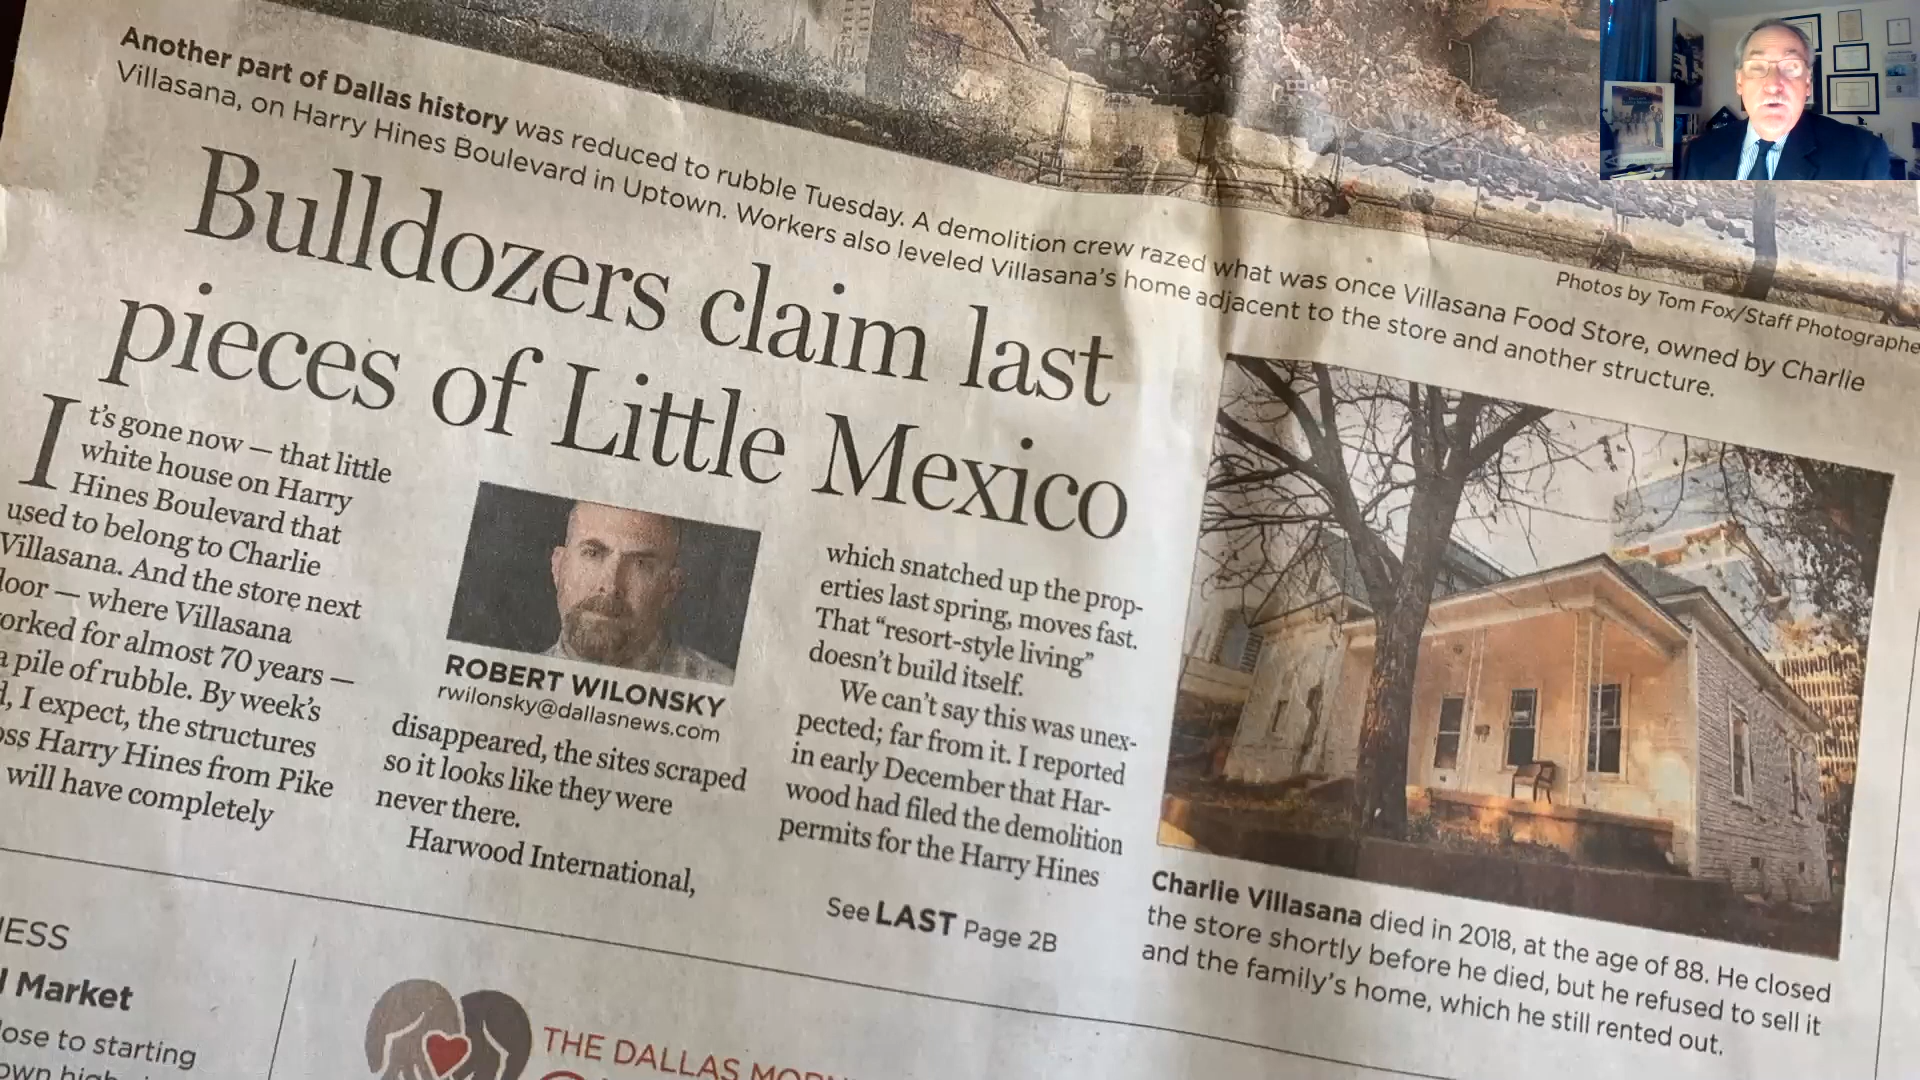 Another part of Dallas history was reduced to rubble Tuesday. A demolition crew razed what was once Villasana Food Store, owned by Charlie
Villasana, on Harry Hines Boulevard in Uptown. Workers also leveled Villasana's home adjacent to the store and another structure.
Photos by Tom Fox/Staff Photographe
Bulldozers claim last
pieces of Little Mexico
It's gone now — that little
white house on Harry
Hines Boulevard that
used to belong to Charlie
Villasana. And the store next
loor — where Villasana
orked for almost 70 years —
a pile of rubble. By week's
I expect, the structures
oss Harry Hines from Pike
will have completely
ROBERT WILONSKY
rwilonsky@dallasnews.com
disappeared, the sites scraped
so it looks like they were
never there.
Harwood International,
which snatched up the prop-
erties last spring, moves fast.
That "resort-style living"
doesn't build itself.
We can't say this was unex-
pected; far from it. I reported
in early December that Har-
wood had filed the demolition
permits for the Harry Hines
See LAST Page 2B
Charlie Villasana died in 2018, at the age of 88. He closed
the store shortly before he died, but he refused to sell it
and the family's home, which he still rented out.
ESS
Market
lose to starting
THE DALLAS